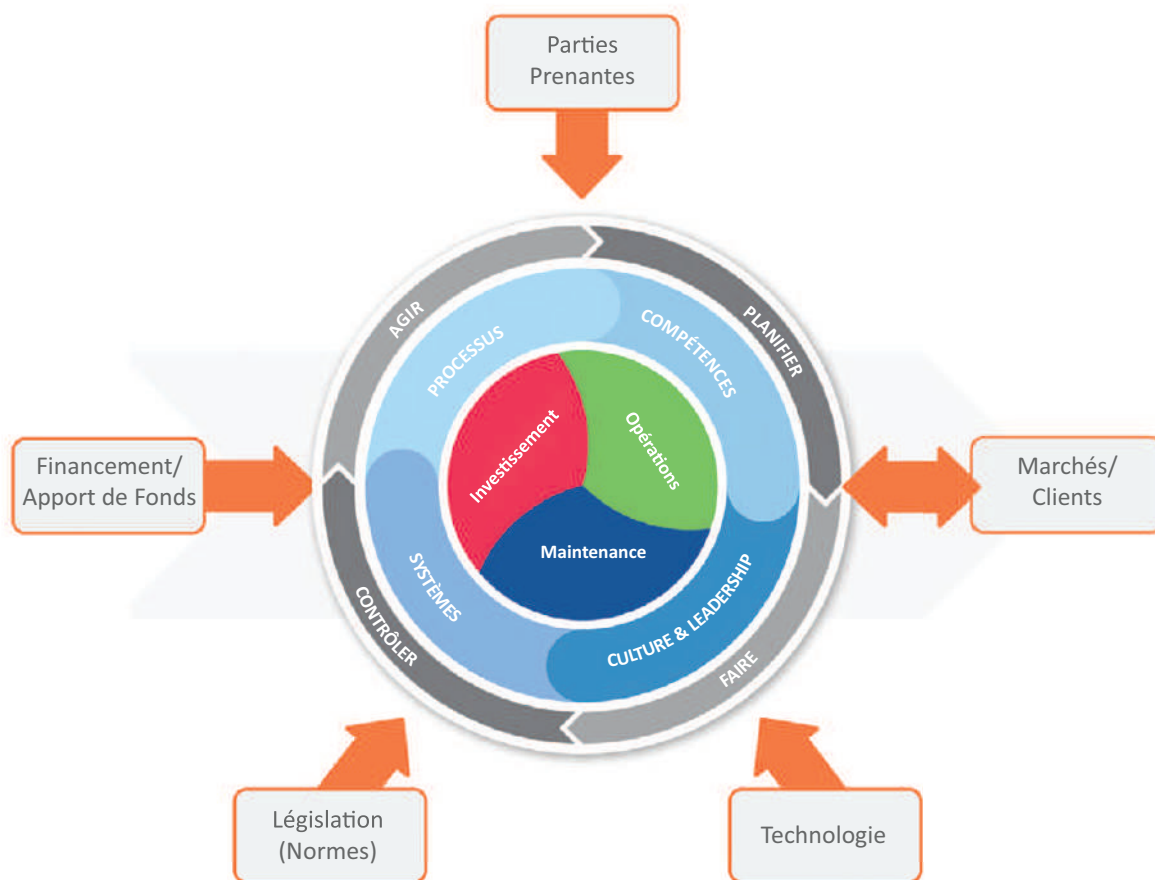 Parties
Prenantes
AGIR
PLANIFIER
PROCESSUS
COMPÉTENCES
Investissement
Opérations
Financement/
Apport de Fonds
Marchés/
Clients
Maintenance
SYSTÈMES
CULTURE & LEADERSHIP
CONTRÔLER
FAIRE
Législation
(Normes)
Technologie